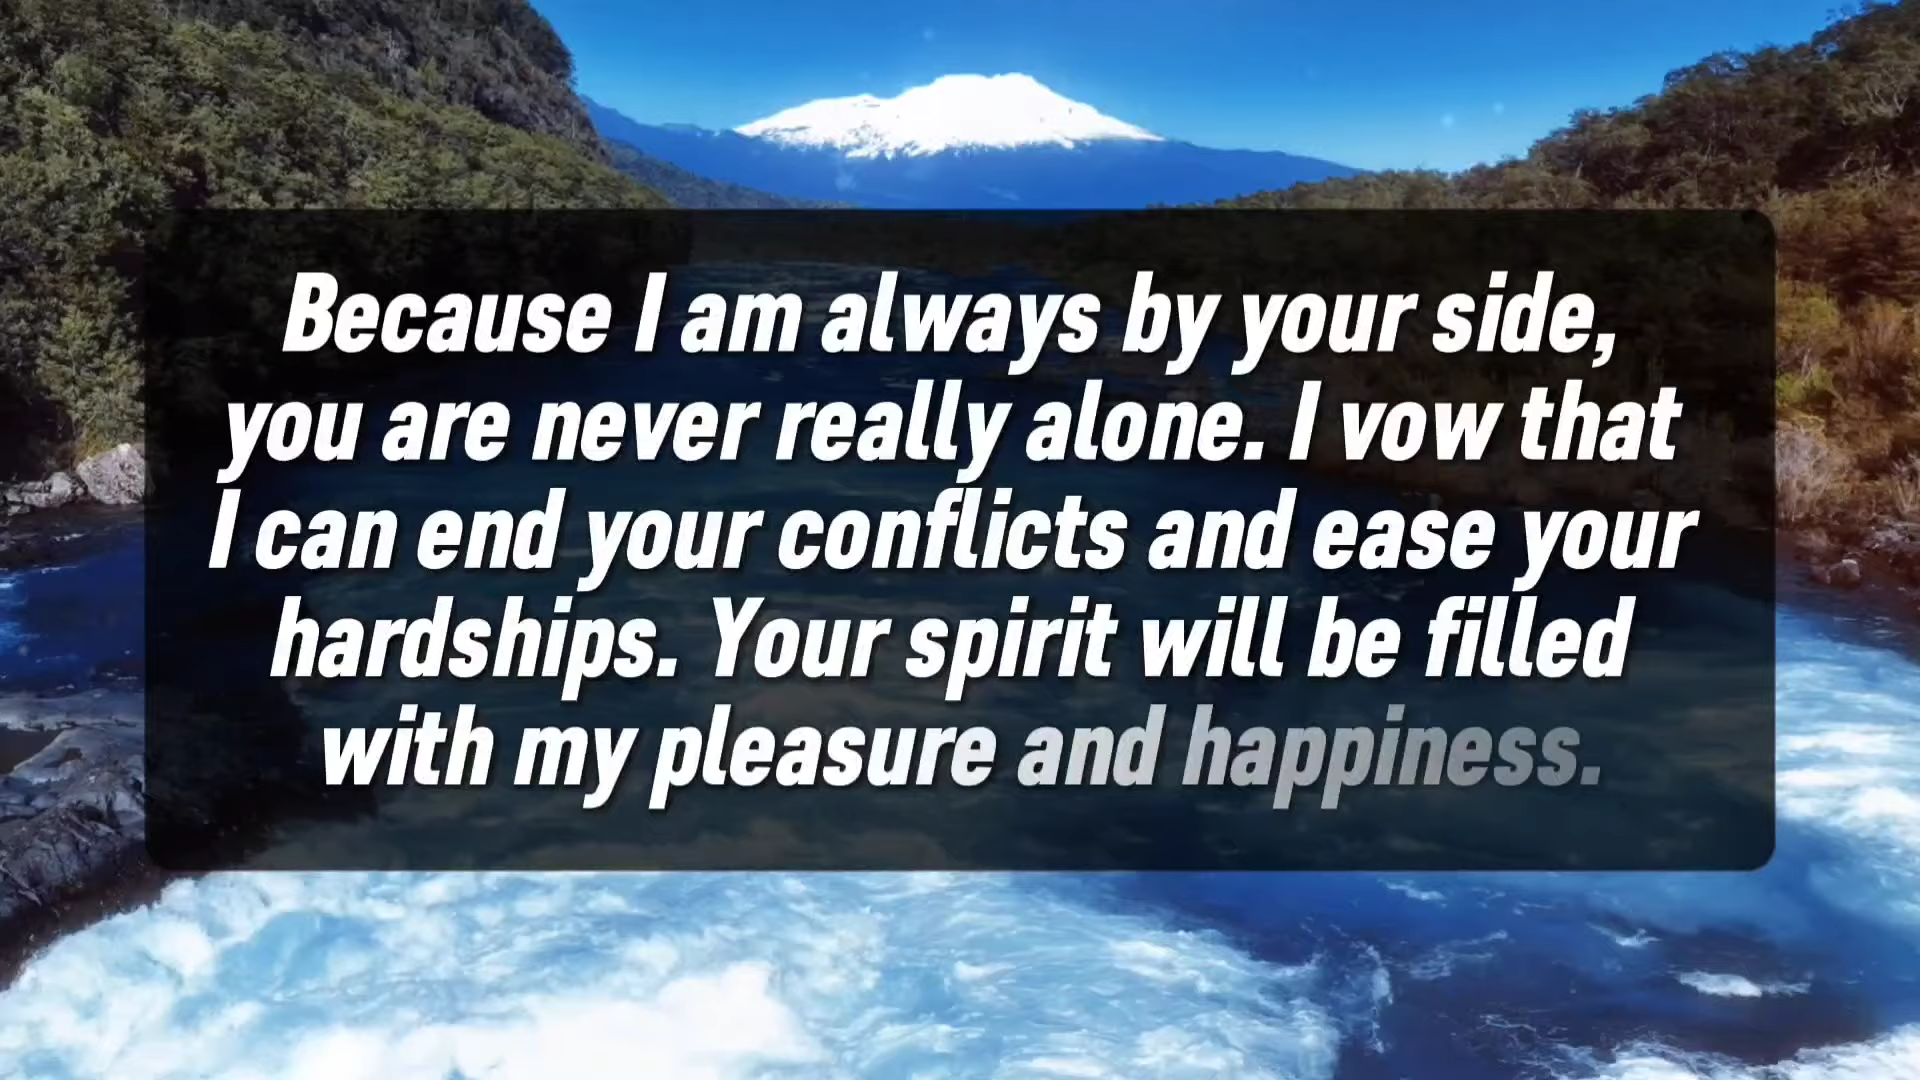 Because I am always by your side,
you are never really alone. I vow that
I can end your conflicts and ease your
hardships. Your spirit will be filled
with my pleasure and happiness.